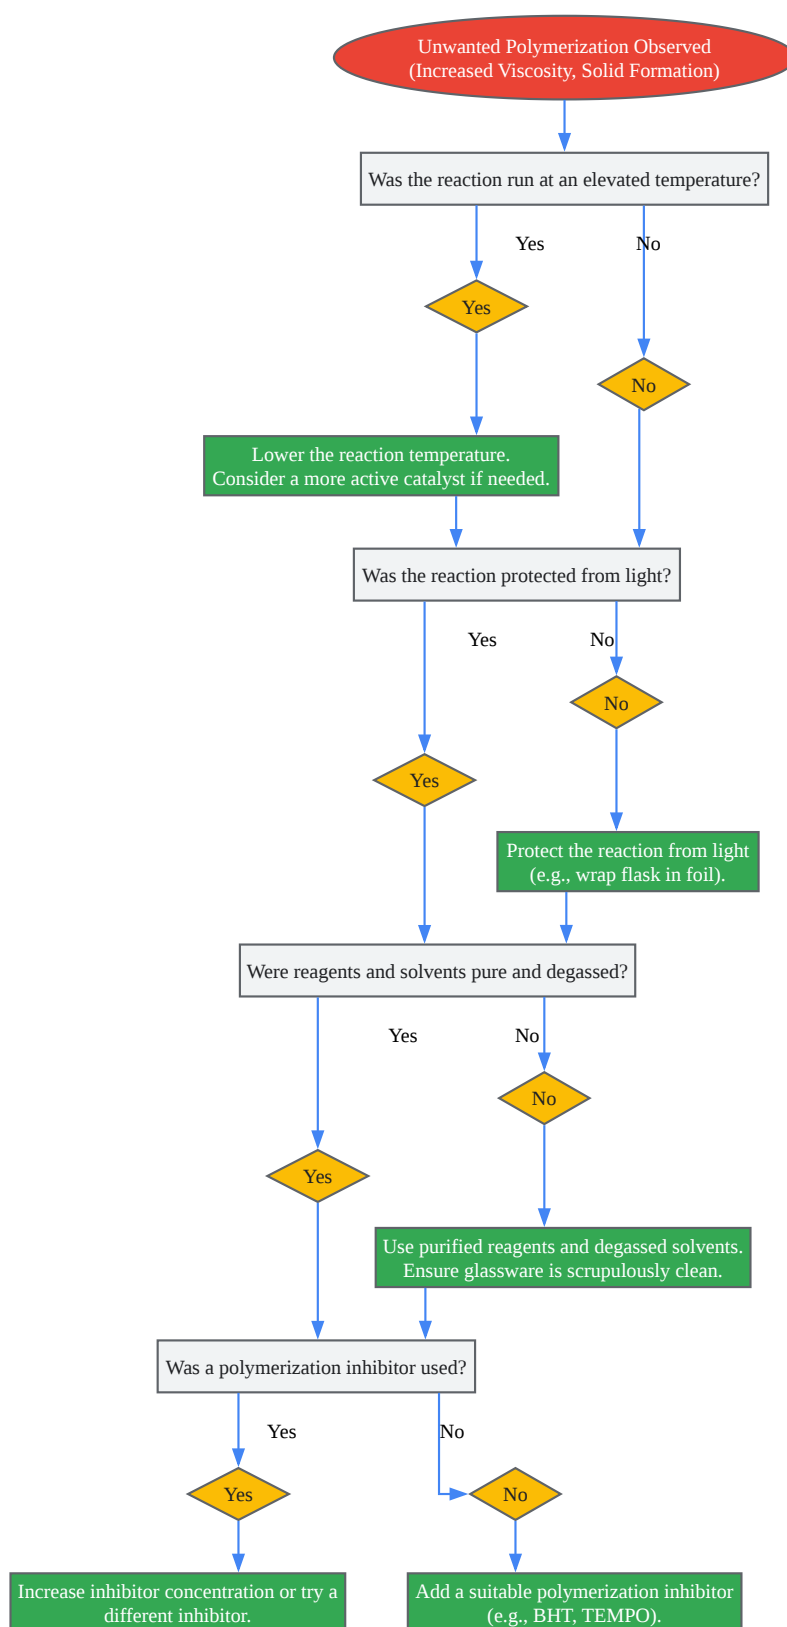 Unwanted Polymerization Observed
(Increased Viscosity, Solid Formation)
Was the reaction run at an elevated temperature?
Yes
No
Yes
No
Lower the reaction temperature.
Consider a more active catalyst if needed.
Was the reaction protected from light?
Yes
No
No
Yes
Protect the reaction from light
(e.g., wrap flask in foil).
Were reagents and solvents pure and degassed?
Yes
No
No
Yes
Use purified reagents and degassed solvents.
Ensure glassware is scrupulously clean.
Was a polymerization inhibitor used?
Yes
No
Yes
No
Increase inhibitor concentration or try a
different inhibitor.
Add a suitable polymerization inhibitor
(e.g., BHT, TEMPO).